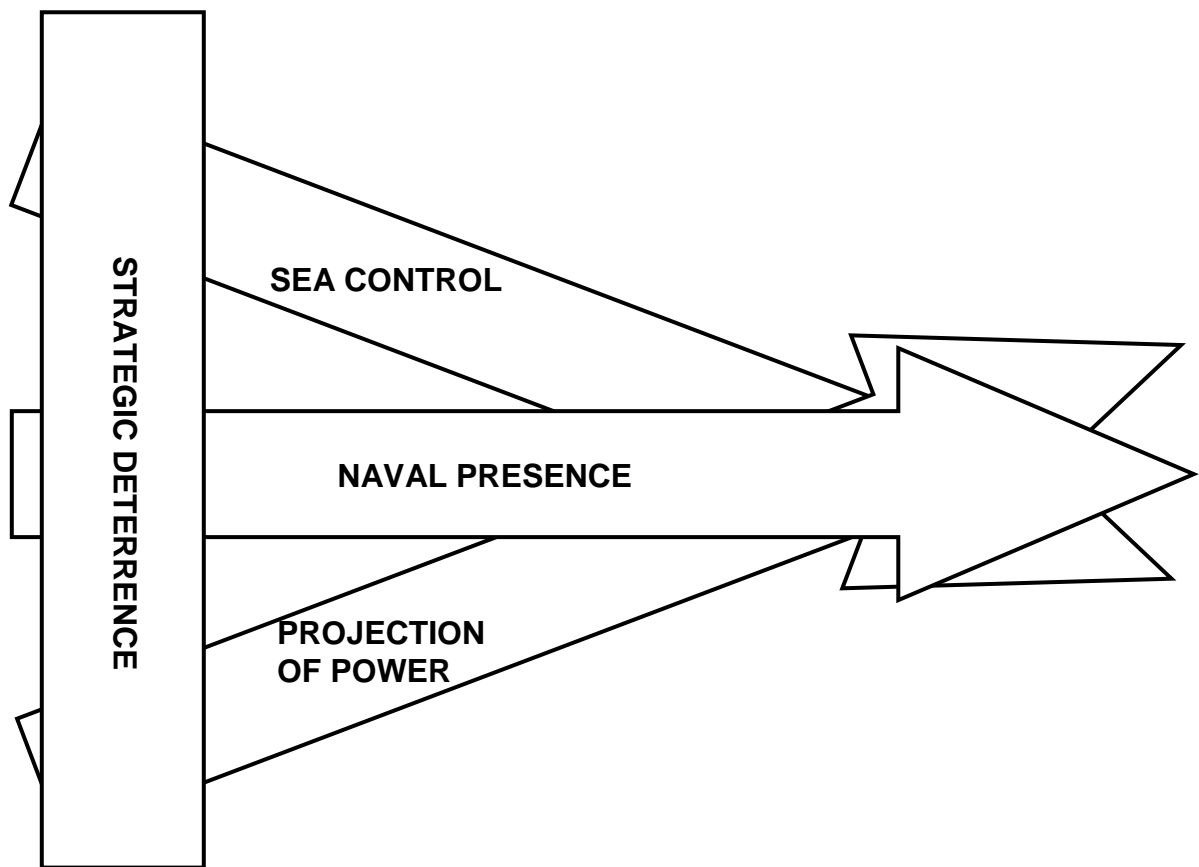 STRATEGIC DETERRENCE
SEA CONTROL
NAVAL PRESENCE
PROJECTION
OF POWER